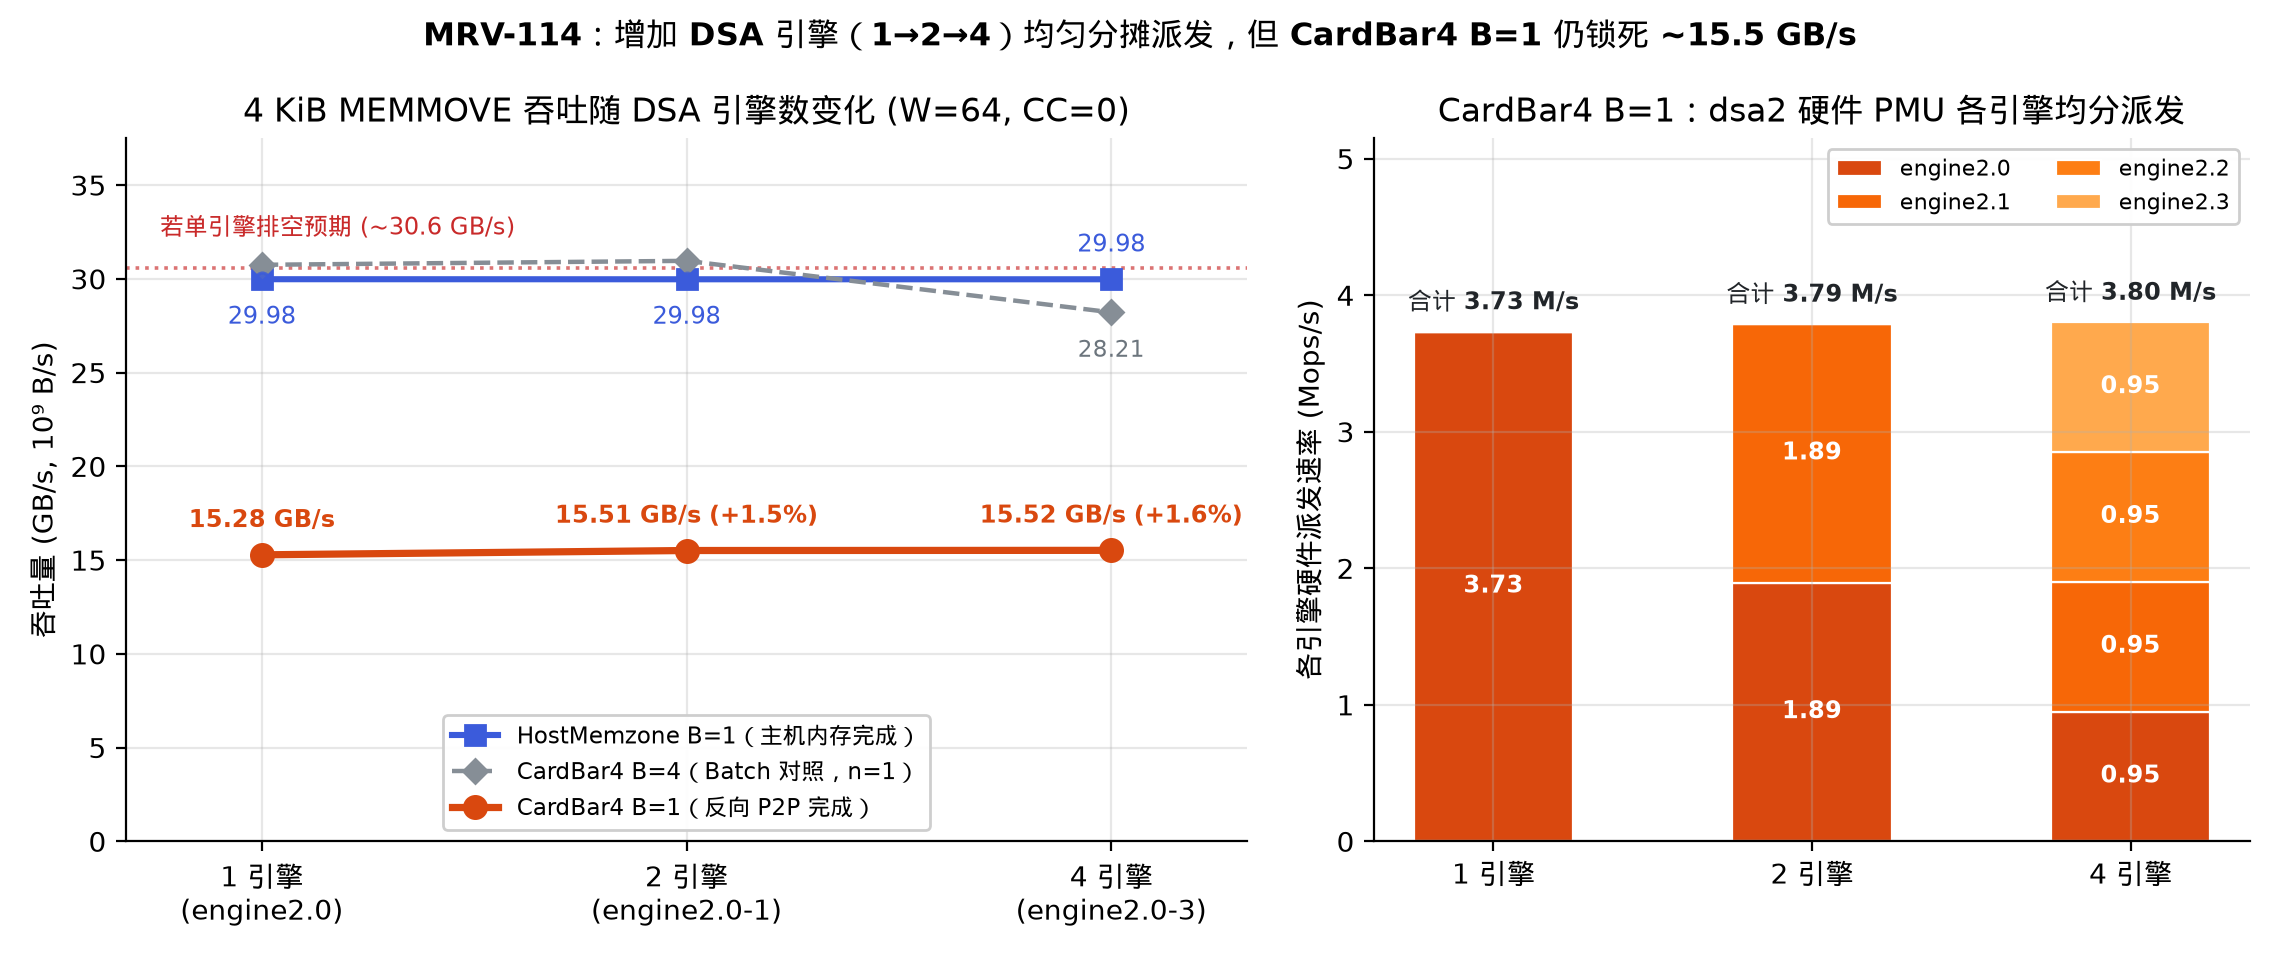 MRV-114：增加 DSA 引擎（1→2→4）均匀分摊派发，但 CardBar4 B=1 仍锁死 ~15.5 GB/s
4 KiB MEMMOVE 吞吐随 DSA 引擎数变化 (W=64, CC=0)
吞吐量 (GB/s, 10⁹ B/s)
35
30
25
20
15
10
5
0
若单引擎排空预期 (~30.6 GB/s)
29.98
29.98
29.98
28.21
15.28 GB/s
15.51 GB/s (+1.5%)
15.52 GB/s (+1.6%)
HostMemzone B=1（主机内存完成）
CardBar4 B=4（Batch 对照，n=1）
CardBar4 B=1（反向 P2P 完成）
1 引擎
(engine2.0)
2 引擎
(engine2.0-1)
4 引擎
(engine2.0-3)
CardBar4 B=1：dsa2 硬件 PMU 各引擎均分派发
各引擎硬件派发速率 (Mops/s)
5
4
3
2
1
0
engine2.0
engine2.1
engine2.2
engine2.3
合计 3.73 M/s
合计 3.79 M/s
合计 3.80 M/s
3.73
1.89
1.89
0.95
0.95
0.95
0.95
1 引擎
2 引擎
4 引擎